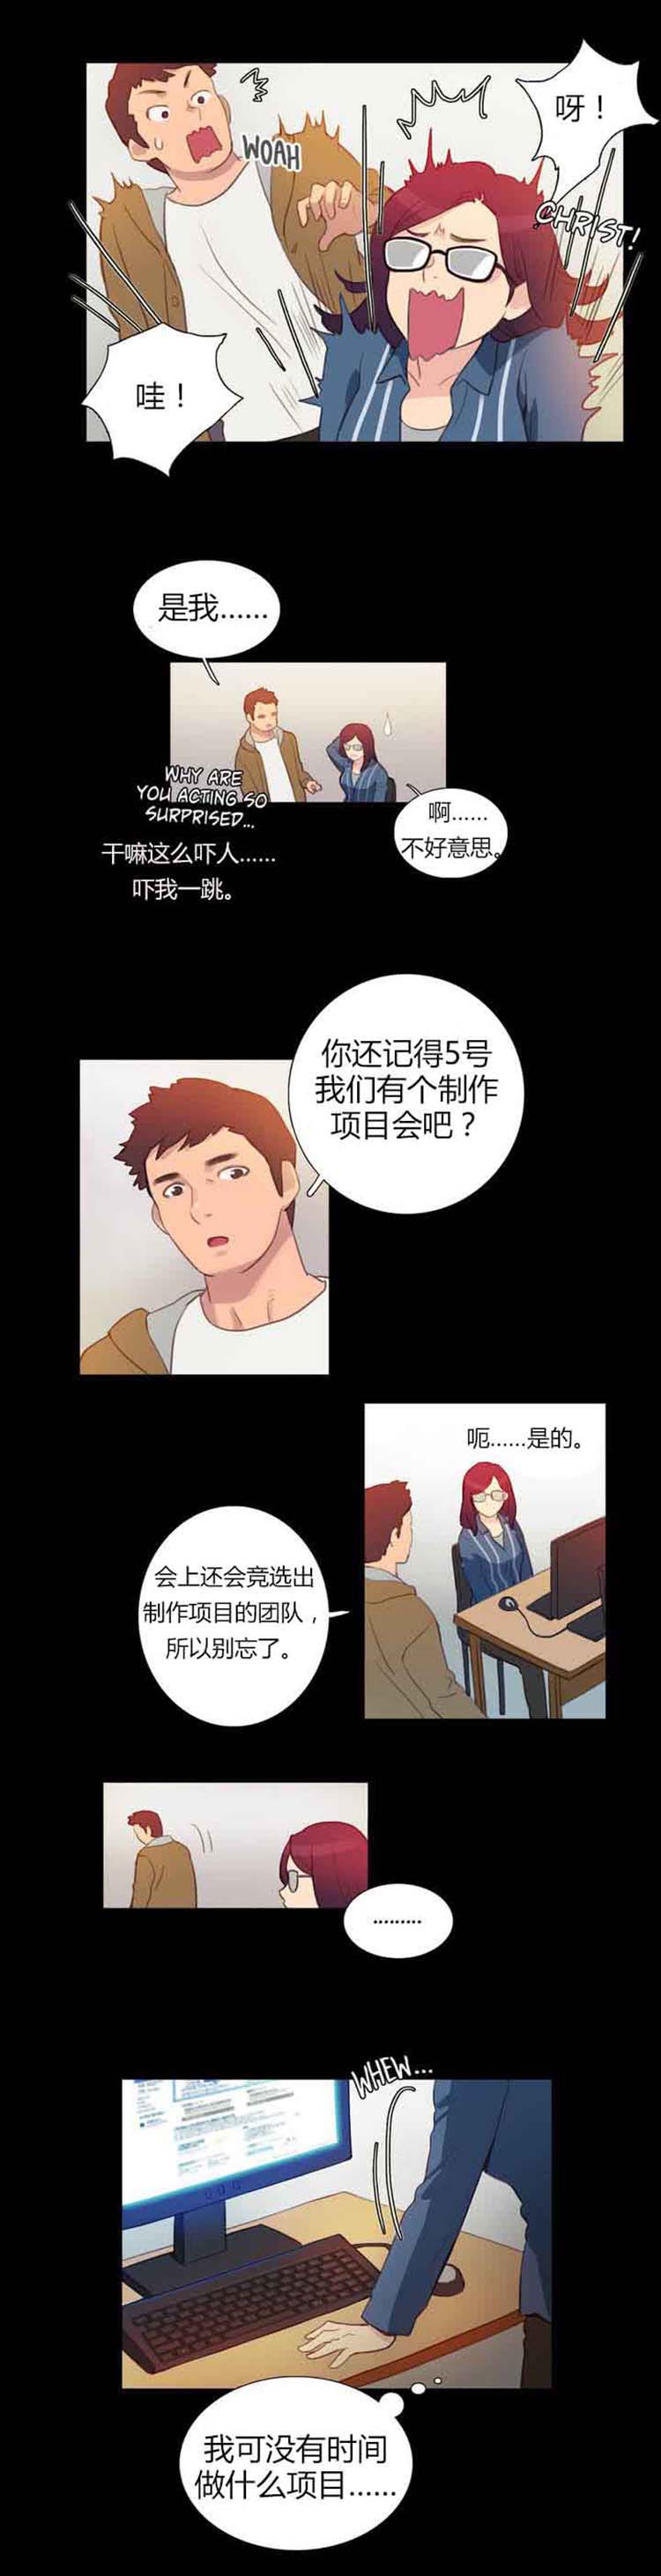 呀！
WOAH
CHRIST!
哇！
是我……
WHY ARE
YOU ACTING SO
SURPRISED...
干嘛这么吓人……
吓我一跳。
啊……
不好意思。
你还记得5号
我们有个制作
项目会吧？
呃……是的。
会上还会竞选出
制作项目的团队，
所以别忘了。
………
WHEW...
我可没有时间
做什么项目……